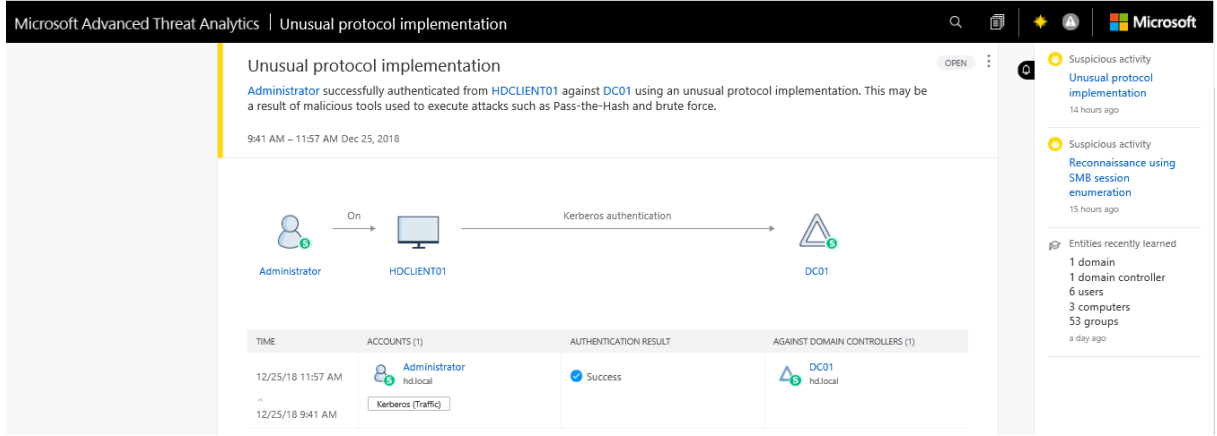 Microsoft Advanced Threat Analytics | Unusual protocol implementation
Microsoft
Unusual protocol implementation
OPEN
Administrator successfully authenticated from HDCLIENT01 against DC01 using an unusual protocol implementation. This may be
a result of malicious tools used to execute attacks such as Pass-the-Hash and brute force.
9:41 AM – 11:57 AM Dec 25, 2018
On
Kerberos authentication
S
S
Administrator
HDCLIENT01
DC01
TIME
ACCOUNTS (1)
AUTHENTICATION RESULT
AGAINST DOMAIN CONTROLLERS (1)
12/25/18 11:57 AM
12/25/18 9:41 AM
S
Administrator
hd.local
Kerberos (Traffic)
Success
S
DC01
hd.local
Suspicious activity
Unusual protocol
implementation
14 hours ago
Suspicious activity
Reconnaissance using
SMB session
enumeration
15 hours ago
Entities recently learned
1 domain
1 domain controller
6 users
3 computers
53 groups
a day ago